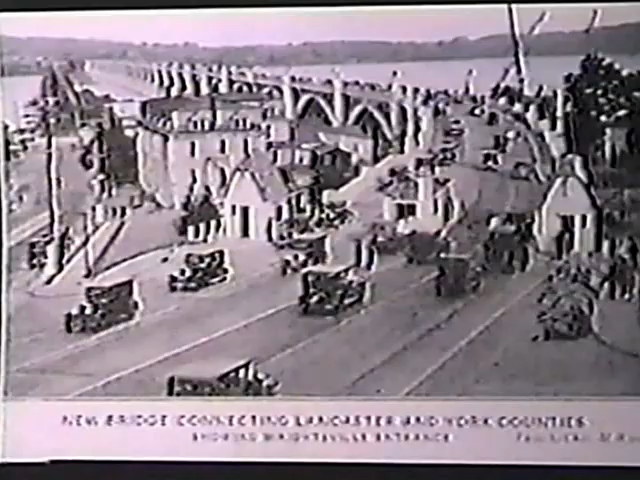 NEW BRIDGE CONNECTING LANCASTER AND YORK COUNTIES
SHOWING WRIGHTSVILLE ENTRANCE